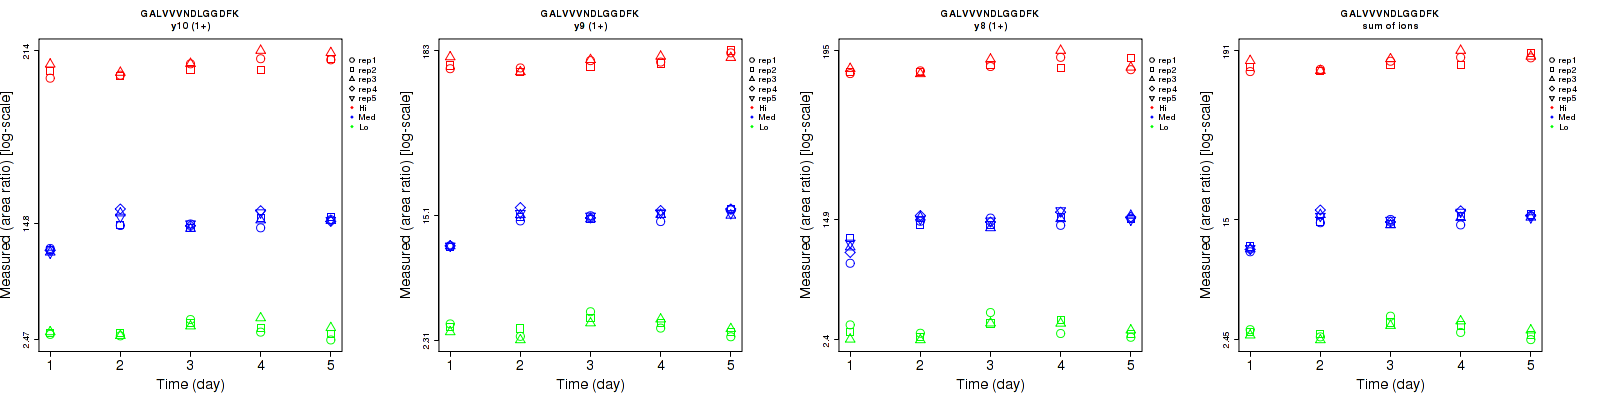 GALVVVNDLGGDFK
y10 (1+)
Measured (area ratio) [log-scale]
214
14.8
2.47
1 2 3 4 5
Time (day)
rep1
rep2
rep3
rep4
rep5
Hi
Med
Lo
GALVVVNDLGGDFK
y9 (1+)
Measured (area ratio) [log-scale]
183
15.1
2.31
1 2 3 4 5
Time (day)
rep1
rep2
rep3
rep4
rep5
Hi
Med
Lo
GALVVVNDLGGDFK
y8 (1+)
Measured (area ratio) [log-scale]
195
14.9
2.4
1 2 3 4 5
Time (day)
rep1
rep2
rep3
rep4
rep5
Hi
Med
Lo
GALVVVNDLGGDFK
sum of ions
Measured (area ratio) [log-scale]
191
15
2.45
1 2 3 4 5
Time (day)
rep1
rep2
rep3
rep4
rep5
Hi
Med
Lo